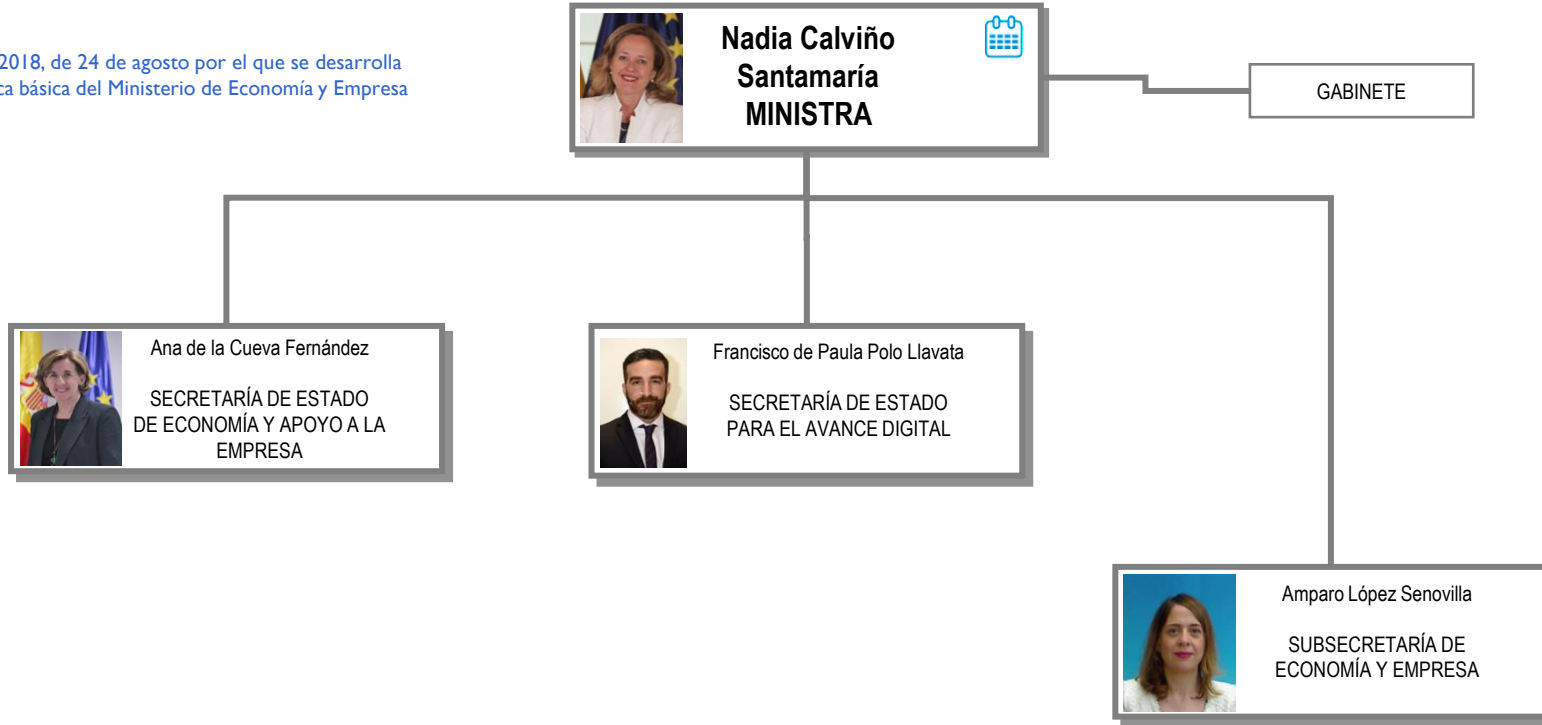 2018, de 24 de agosto por el que se desarrolla
ca básica del Ministerio de Economía y Empresa
Nadia Calviño
Santamaría
MINISTRA
GABINETE
Ana de la Cueva Fernández
SECRETARÍA DE ESTADO
DE ECONOMÍA Y APOYO A LA
EMPRESA
Francisco de Paula Polo Llavata
SECRETARÍA DE ESTADO
PARA EL AVANCE DIGITAL
Amparo López Senovilla
SUBSECRETARÍA DE
ECONOMÍA Y EMPRESA